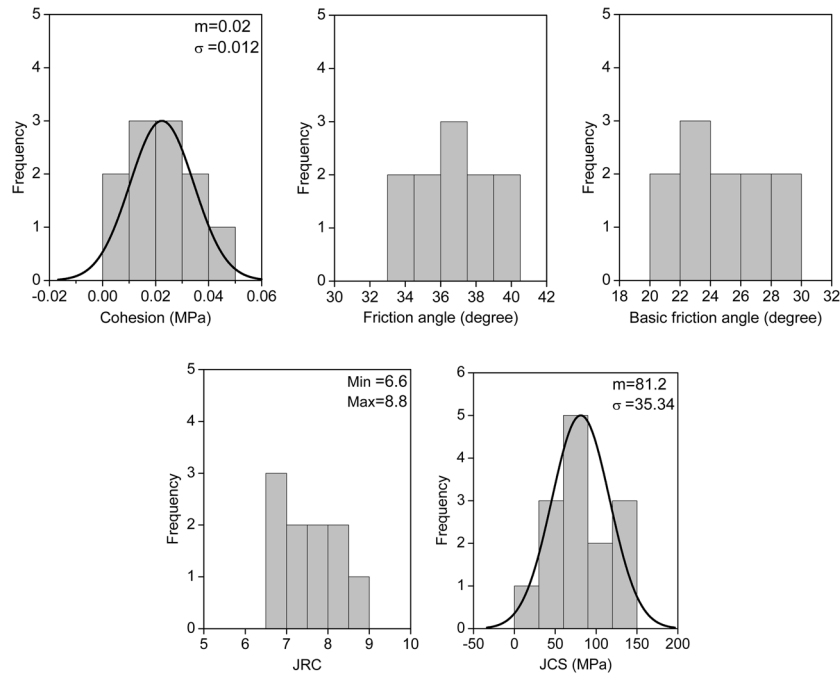 m=0.02
σ =0.012
5
4
3
2
1
0
Frequency
-0.02 0.00 0.02 0.04 0.06
Cohesion (MPa)
5
4
3
2
1
0
Frequency
30 32 34 36 38 40 42
Friction angle (degree)
5
4
3
2
1
0
Frequency
18 20 22 24 26 28 30 32
Basic friction angle (degree)
Min =6.6
Max=8.8
5
4
3
2
1
0
Frequency
5 6 7 8 9 10
JRC
m=81.2
σ =35.34
6
5
4
3
2
1
0
Frequency
-50 0 50 100 150 200
JCS (MPa)